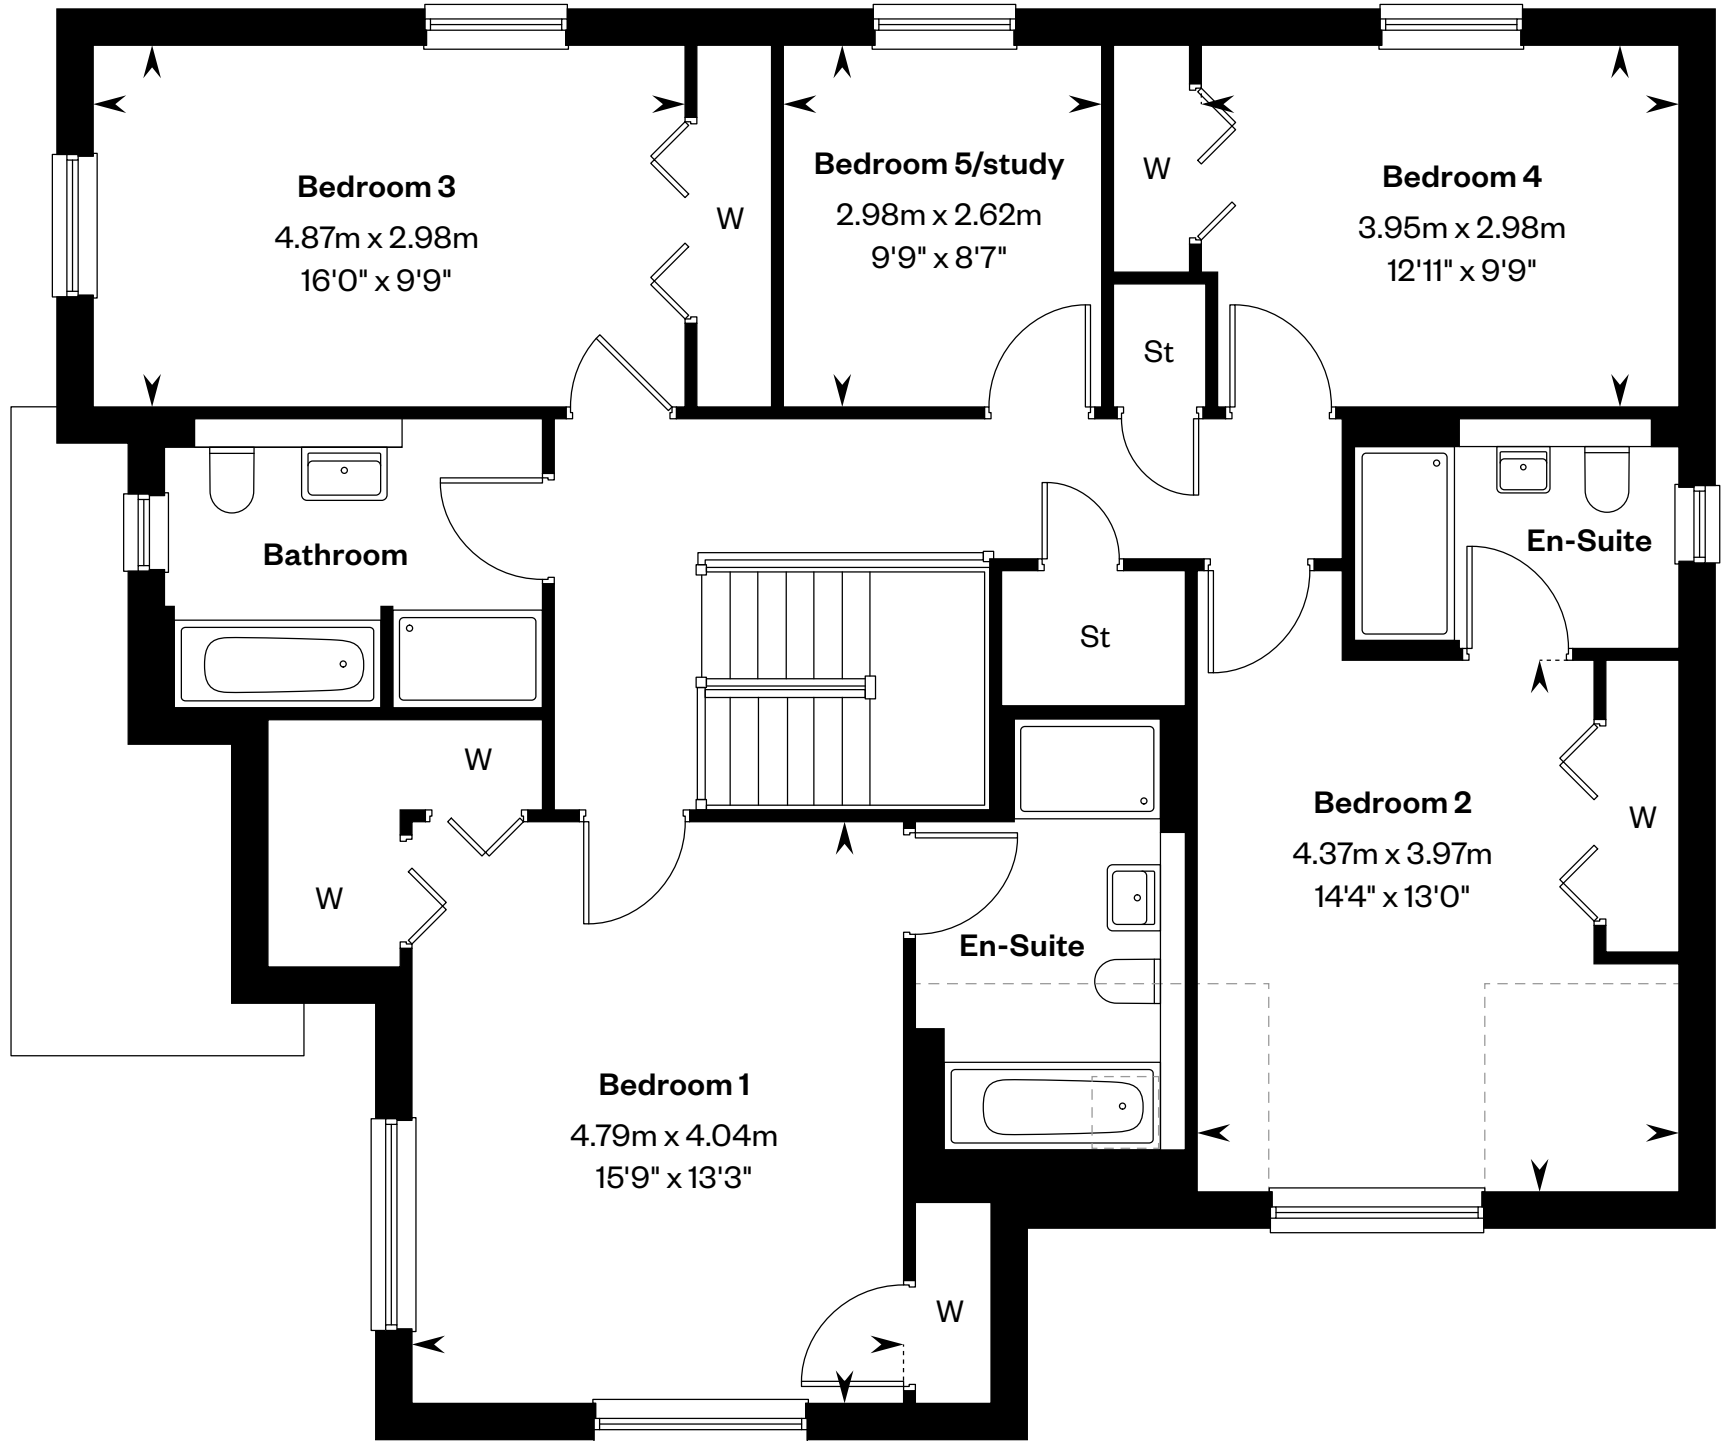 Bedroom 3
4.87m x 2.98m
16'0" x 9'9"
W
Bedroom 5/study
2.98m x 2.62m
9'9" x 8'7"
W
Bedroom 4
3.95m x 2.98m
12'11" x 9'9"
St
Bathroom
En-Suite
St
W
W
Bedroom 2
4.37m x 3.97m
14'4" x 13'0"
W
En-Suite
Bedroom 1
4.79m x 4.04m
15'9" x 13'3"
W